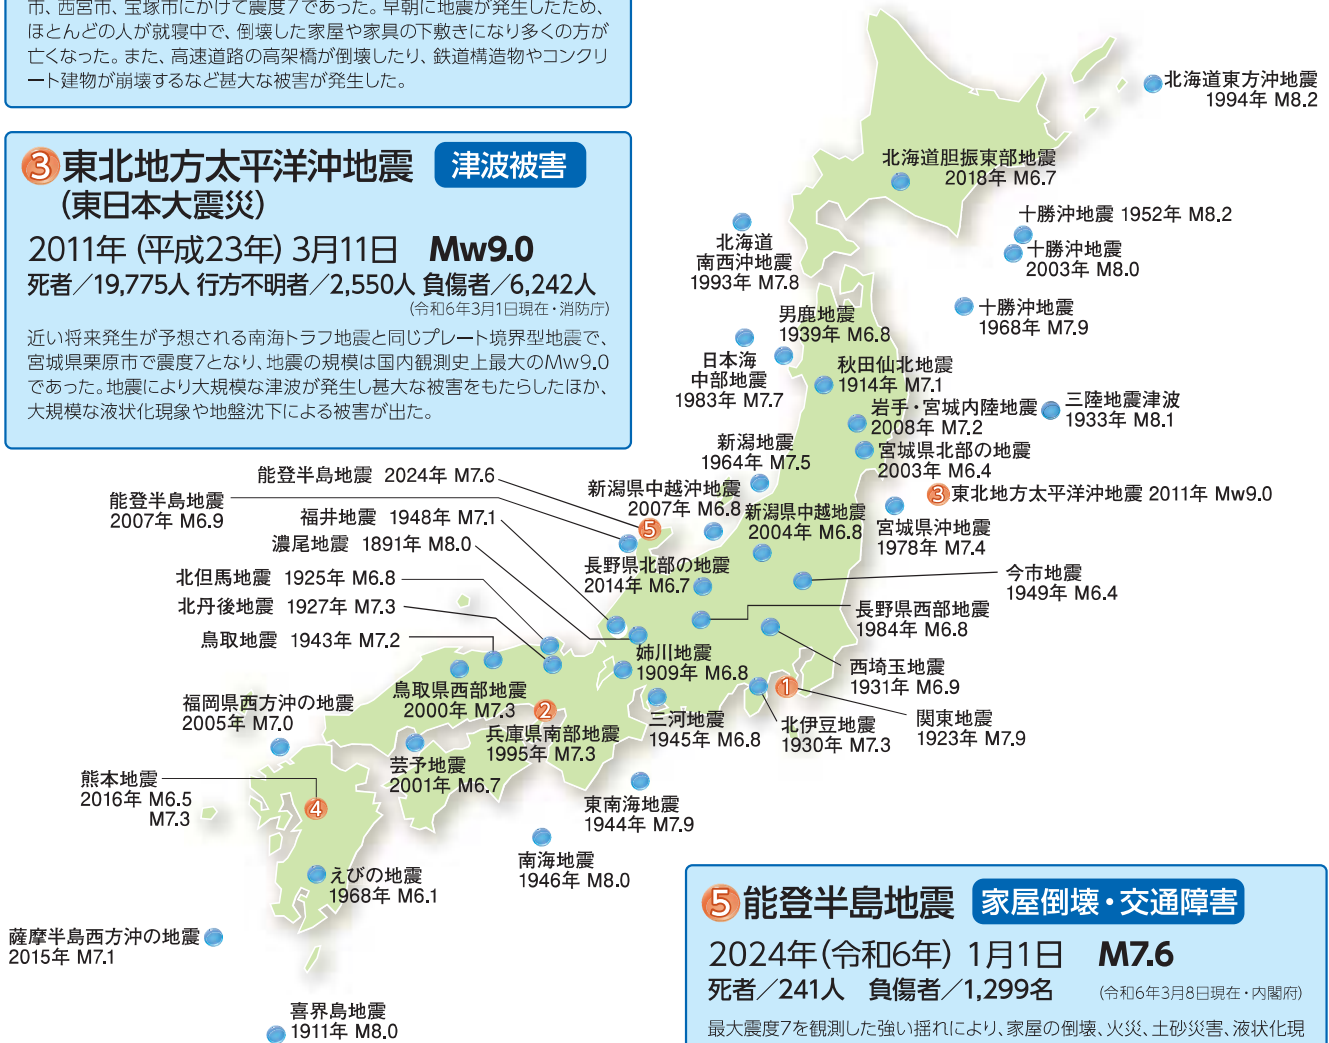 市、西宮市、宝塚市にかけて震度7であった。早朝に地震が発生したため、
ほとんどの人が就寝中で、倒壊した家屋や家具の下敷きになり多くの方が
亡くなった。また、高速道路の高架橋が倒壊したり、鉄道構造物やコンクリ
ート建物が崩壊するなど甚大な被害が発生した。
③東北地方太平洋沖地震 津波被害
(東日本大震災)
2011年(平成23年)3月11日 Mw9.0
死者／19,775人 行方不明者／2,550人 負傷者／6,242人
(令和6年3月1日現在・消防庁)
近い将来発生が予想される南海トラフ地震と同じプレート境界型地震で、
宮城県栗原市で震度7となり、地震の規模は国内観測史上最大のMw9.0
であった。地震により大規模な津波が発生し甚大な被害をもたらしたほか、
大規模な液状化現象や地盤沈下による被害が出た。
北海道東方沖地震
1994年 M8.2
北海道胆振東部地震
2018年 M6.7
十勝沖地震 1952年 M8.2
十勝沖地震
2003年 M8.0
北海道
南西沖地震
1993年 M7.8
十勝沖地震
1968年 M7.9
男鹿地震
1939年 M6.8
日本海
中部地震
1983年 M7.7
秋田仙北地震
1914年 M7.1
岩手・宮城内陸地震
2008年 M7.2
三陸地震津波
1933年 M8.1
宮城県北部の地震
2003年 M6.4
新潟地震
1964年 M7.5
③東北地方太平洋沖地震 2011年 Mw9.0
宮城県沖地震
1978年 M7.4
能登半島地震 2024年 M7.6
⑤
能登半島地震
2007年 M6.9
新潟県中越沖地震
2007年 M6.8
新潟県中越地震
2004年 M6.8
福井地震 1948年 M7.1
濃尾地震 1891年 M8.0
長野県北部の地震
2014年 M6.7
今市地震
1949年 M6.4
北但馬地震 1925年 M6.8
北丹後地震 1927年 M7.3
鳥取地震 1943年 M7.2
長野県西部地震
1984年 M6.8
姉川地震
1909年 M6.8
西埼玉地震
1931年 M6.9
鳥取県西部地震
2000年 M7.3
福岡県西方沖の地震
2005年 M7.0
②
兵庫県南部地震
1995年 M7.3
三河地震
1945年 M6.8
北伊豆地震
1930年 M7.3
①
関東地震
1923年 M7.9
芸予地震
2001年 M6.7
熊本地震
2016年 M6.5
M7.3
④
東南海地震
1944年 M7.9
南海地震
1946年 M8.0
えびの地震
1968年 M6.1
薩摩半島西方沖の地震
2015年 M7.1
喜界島地震
1911年 M8.0
⑤能登半島地震 家屋倒壊・交通障害
2024年(令和6年)1月1日 M7.6
死者／241人 負傷者／1,299名
(令和6年3月8日現在・内閣府)
最大震度7を観測した強い揺れにより、家屋の倒壊、火災、土砂災害、液状化現